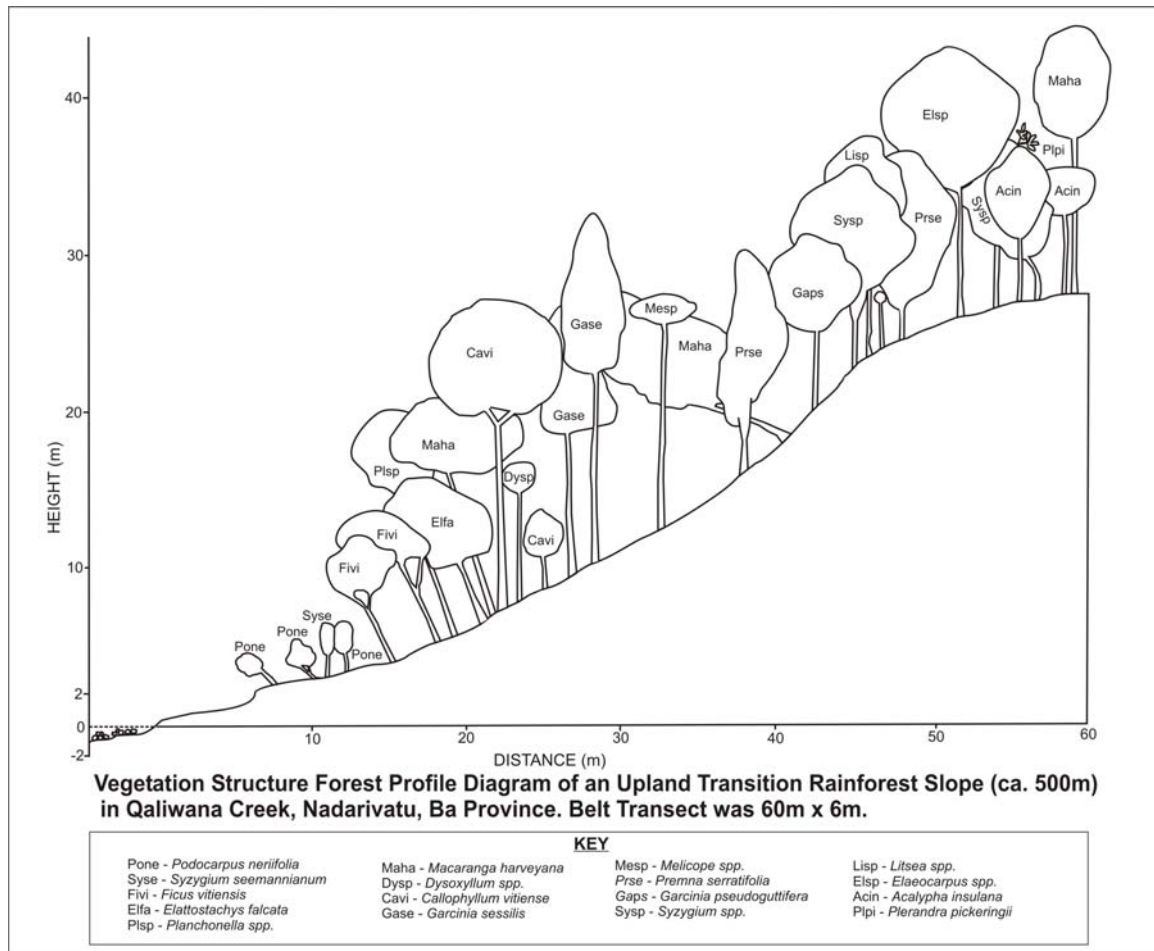 HEIGHT (m)
40
30
20
10
2
0
-2
Maha
Elsp
Plpi
Lisp
Acin
Acin
Sysp
Prse
Sysp
Gaps
Mesp
Gase
Maha
Prse
Cavi
Gase
Maha
Plsp
Dysp
Elfa
Fivi
Cavi
Fivi
Syse
Pone
Pone
Pone
10
20
30
40
50
60
DISTANCE (m)
Vegetation Structure Forest Profile Diagram of an Upland Transition Rainforest Slope (ca. 500m)
in Qaliwana Creek, Nadarivatu, Ba Province. Belt Transect was 60m x 6m.
KEY
Pone - Podocarpus neriifolia
Syse - Syzygium seemannianum
Fivi - Ficus vitiensis
Elfa - Elattostachys falcata
Plsp - Planchonella spp.
Maha - Macaranga harveyana
Dysp - Dysoxyllum spp.
Cavi - Callophyllum vitiense
Gase - Garcinia sessilis
Mesp - Melicope spp.
Prse - Premna serratifolia
Gaps - Garcinia pseudoguttifera
Sysp - Syzygium spp.
Lisp - Litsea spp.
Elsp - Elaeocarpus spp.
Acin - Acalypha insulana
Plpi - Plerandra pickeringii